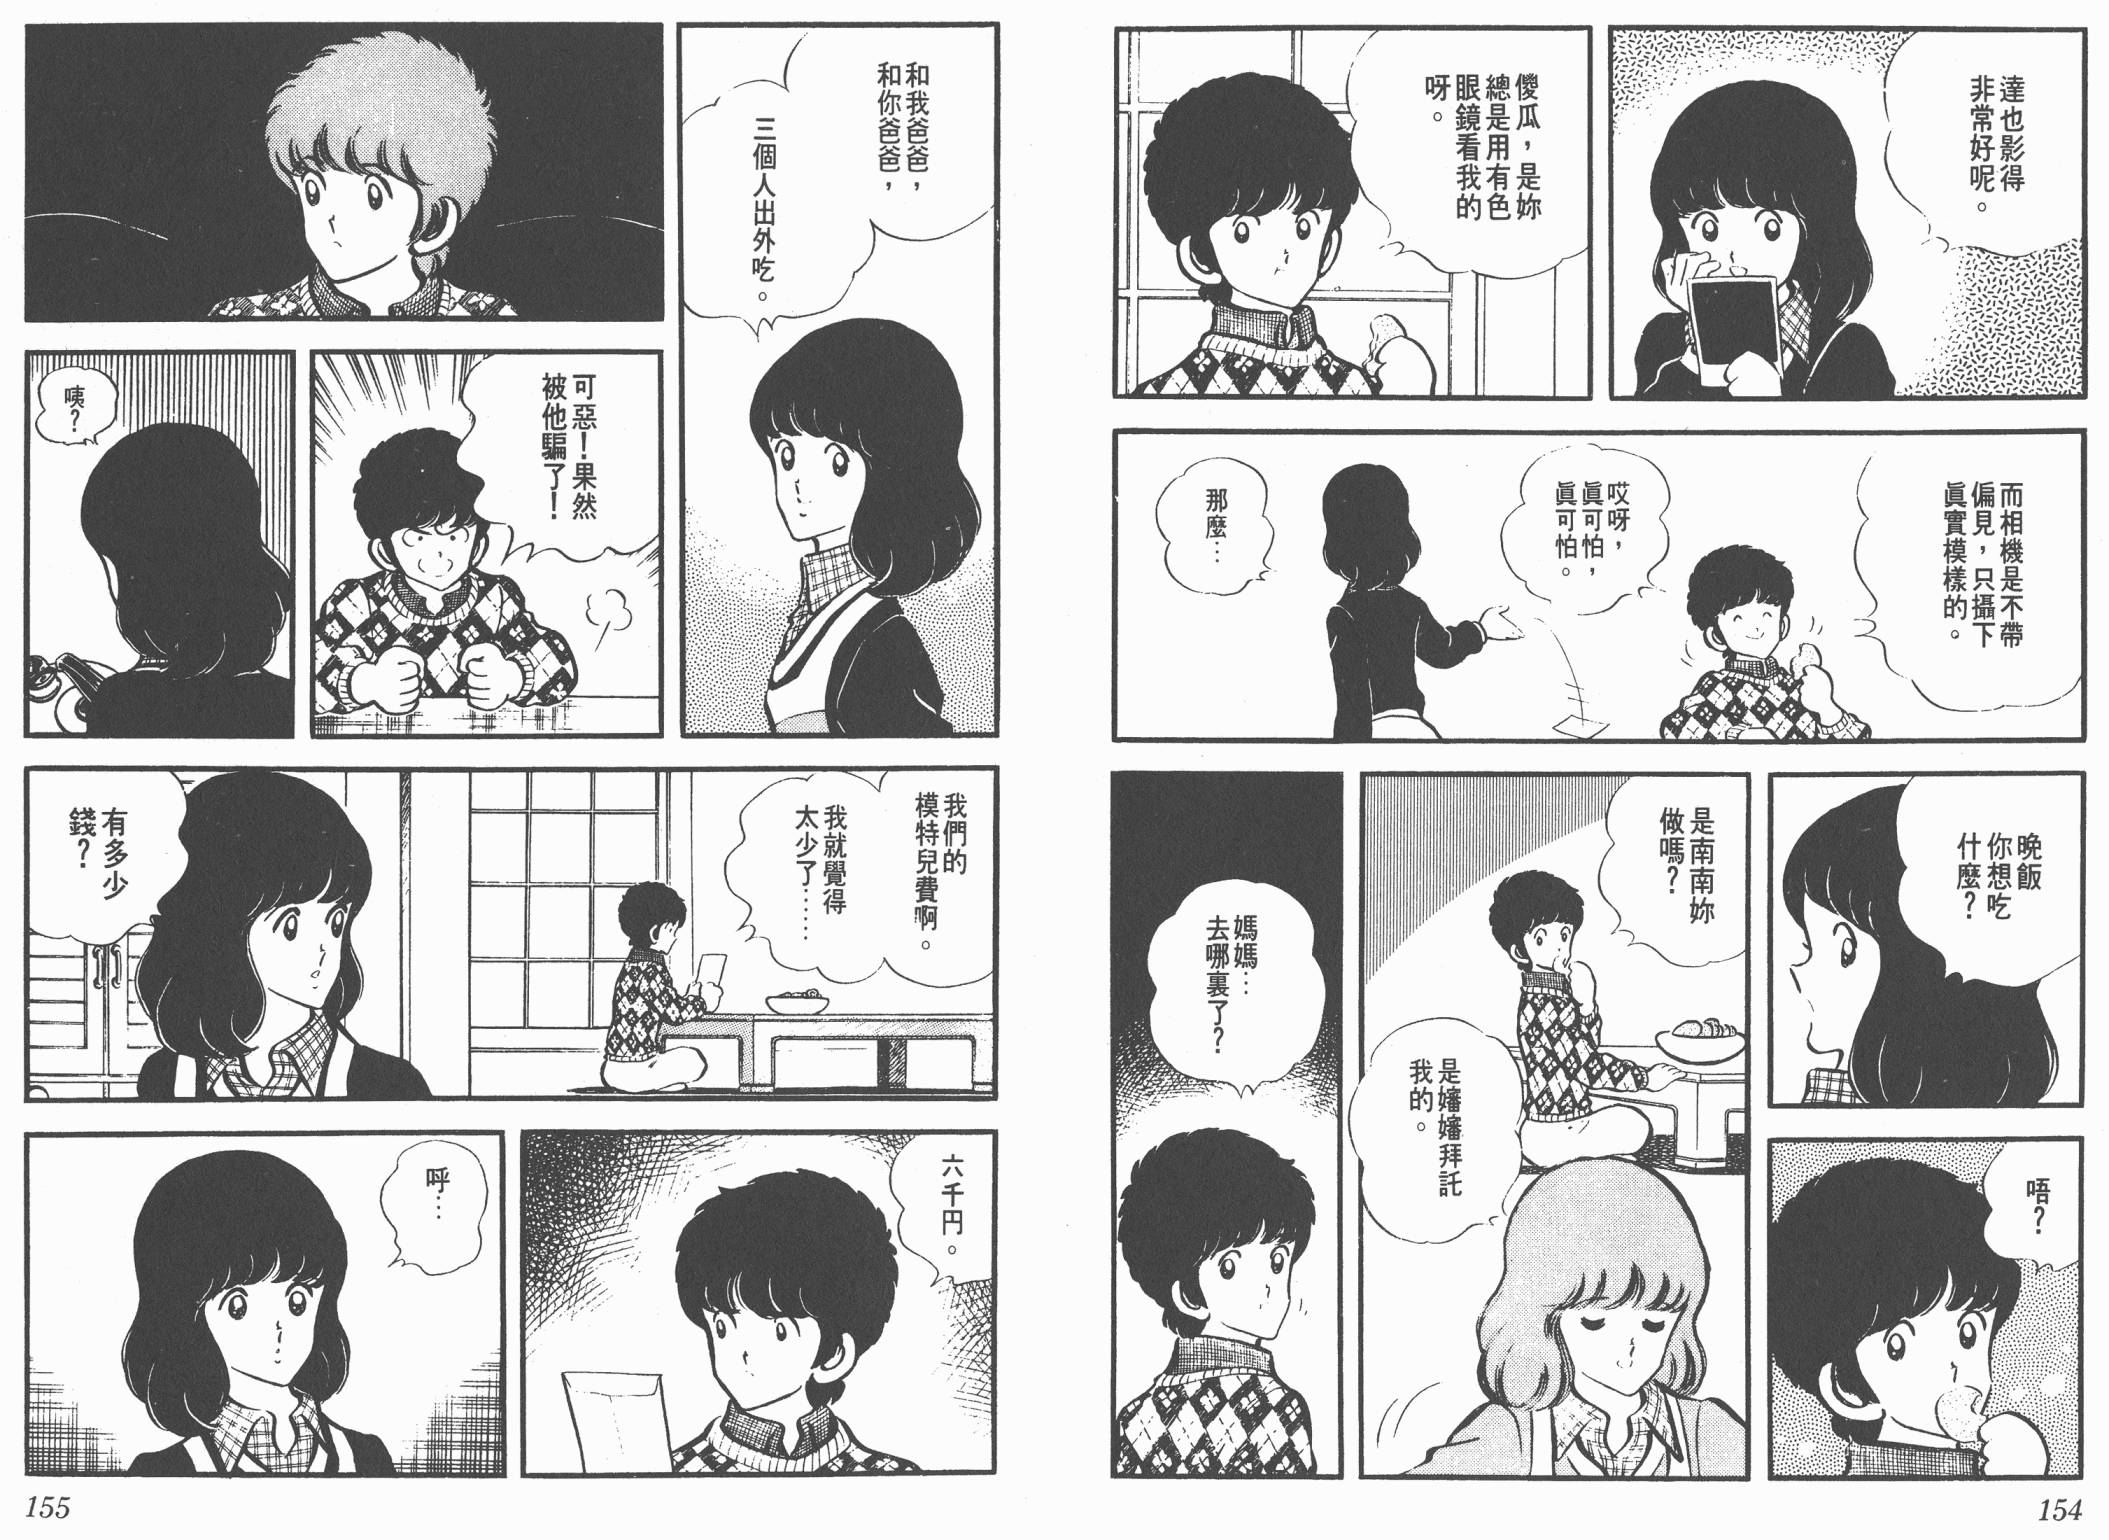 達也影得
非常好呢。
傻瓜，是妳
總是用有色
眼鏡看我的
呀。
而相機是不帶
偏見，只攝下
眞實模樣的。
哎呀，
眞可怕，
眞可怕。
那麼…
晚飯
你想吃
什麼？
唔？
是南南妳
做嗎？
是嬸嬸拜託
我的。
媽媽…
去哪裏了？
154
和我爸爸，
和你爸爸，
三個人出外吃。
可惡！果然
被他騙了！
咦？
我們的
模特兒費啊。
我就覺得
太少了……
有多少
錢？
六千円。
呼…
155